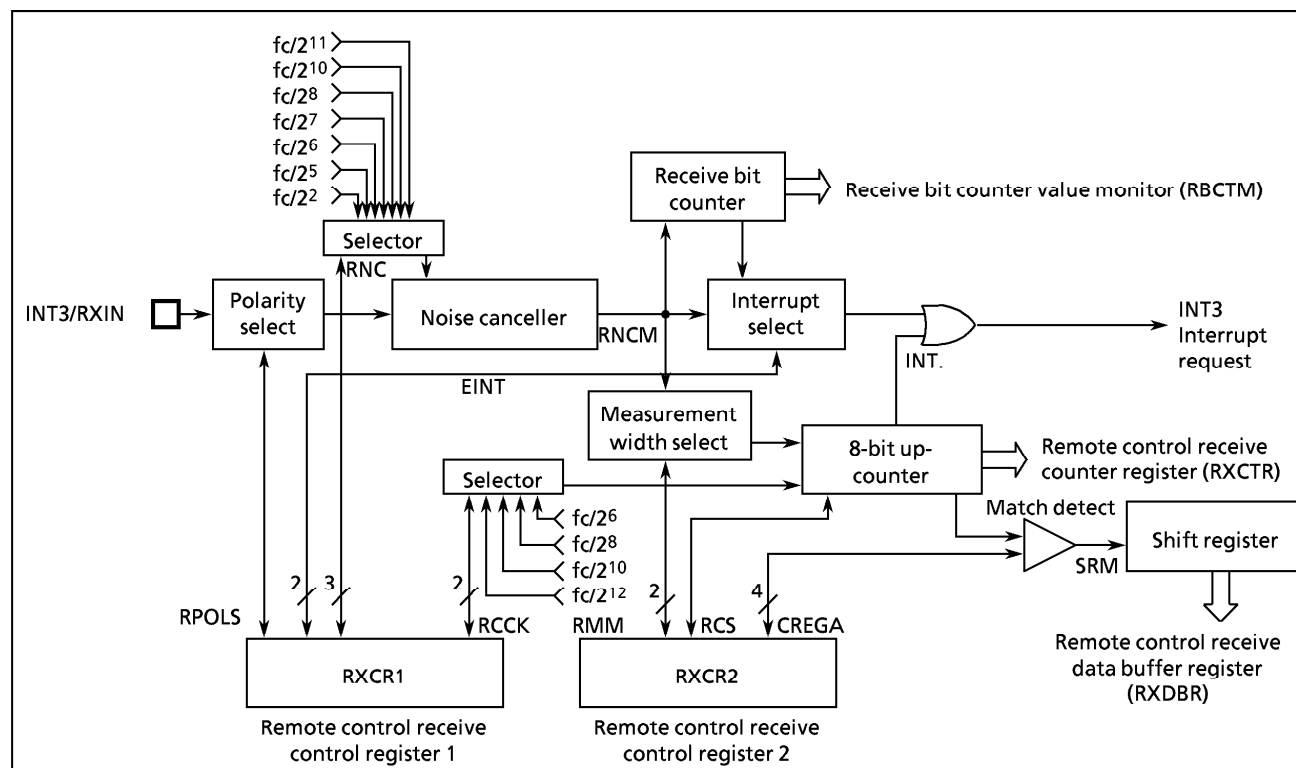 fc/2¹¹
fc/2¹⁰
fc/2⁸
fc/2⁷
fc/2⁶
fc/2⁵
fc/2²
Selector
RNC
Receive bit
counter
Receive bit counter value monitor (RBCTM)
INT3/RXIN
Polarity
select
Noise canceller
RNCM
Interrupt
select
INT3
Interrupt
request
INT.
EINT
Measurement
width select
8-bit up-
counter
Remote control receive
counter register (RXCTR)
Selector
fc/2⁶
fc/2⁸
fc/2¹⁰
fc/2¹²
Match detect
SRM
Shift register
Remote control receive
data buffer register
(RXDBR)
2
3
2
2
4
RPOLS
RCCK
RMM
RCS
CREGA
RXCR1
RXCR2
Remote control receive
control register 1
Remote control receive
control register 2